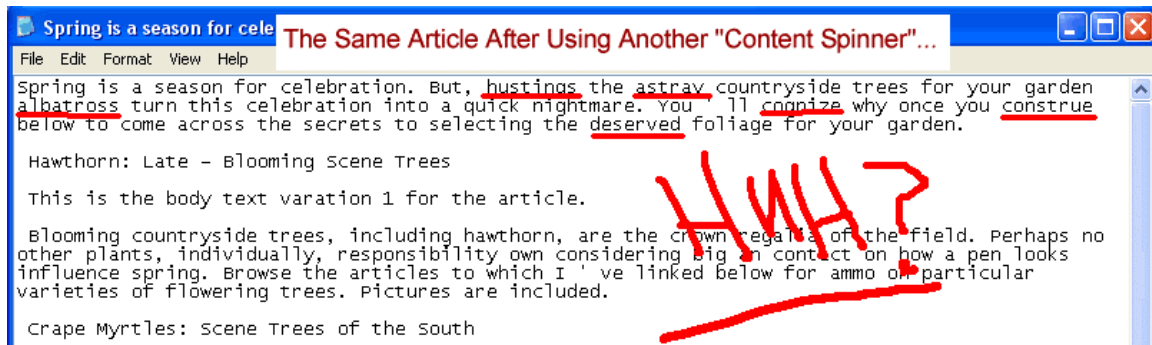 Spring is a season for cele
The Same Article After Using Another "Content Spinner"...
File Edit Format View Help
Spring is a season for celebration. But, hustings the astray countryside trees for your garden
albatross turn this celebration into a quick nightmare. You ' ll cognize why once you construe
below to come across the secrets to selecting the deserved foliage for your garden.
Hawthorn: Late - Blooming Scene Trees
This is the body text varation 1 for the article.
HUH?
Blooming countryside trees, including hawthorn, are the crown regalia of the field. Perhaps no
other plants, individually, responsibility own considering big an contact on how a pen looks
influence spring. Browse the articles to which I ' ve linked below for ammo on particular
varieties of flowering trees. Pictures are included.
Crape Myrtles: Scene Trees of the South